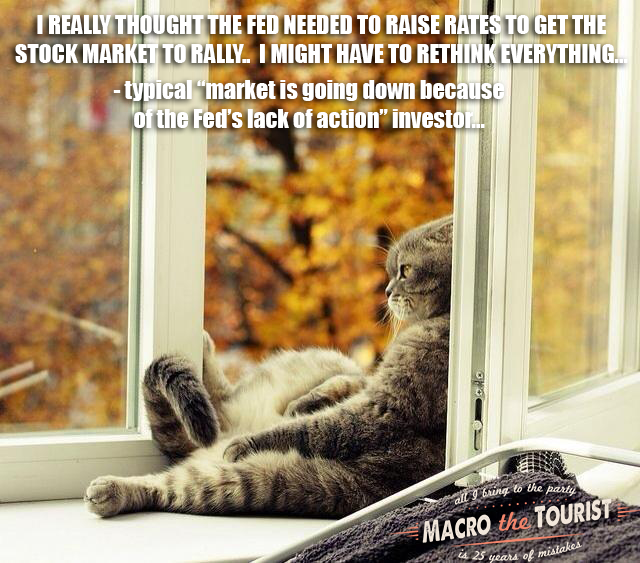 I REALLY THOUGHT THE FED NEEDED TO RAISE RATES TO GET THE
STOCK MARKET TO RALLY.. I MIGHT HAVE TO RETHINK EVERYTHING...
- typical “market is going down because
of the Fed’s lack of action” investor...
all I bring to the party
MACRO the TOURIST
is 25 years of mistakes